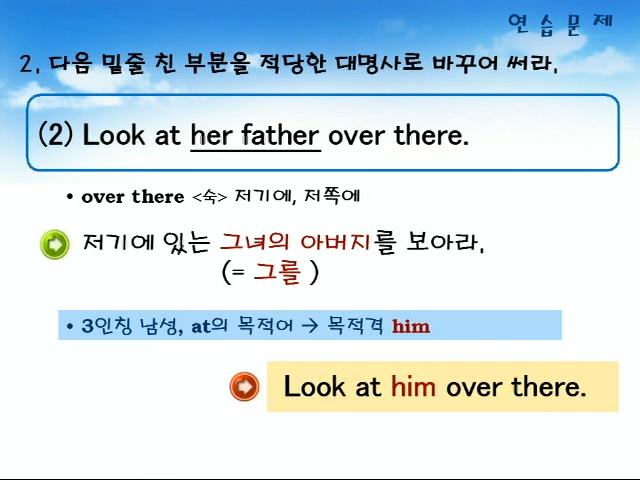 연 습 문 제
2. 다음 밑줄 친 부분을 적당한 대명사로 바꾸어 써라.
(2) Look at her father over there.
• over there <숙> 저기에, 저쪽에
저기에 있는 그녀의 아버지를 보아라.
(= 그를 )
• 3인칭 남성, at의 목적어 → 목적격 him
Look at him over there.